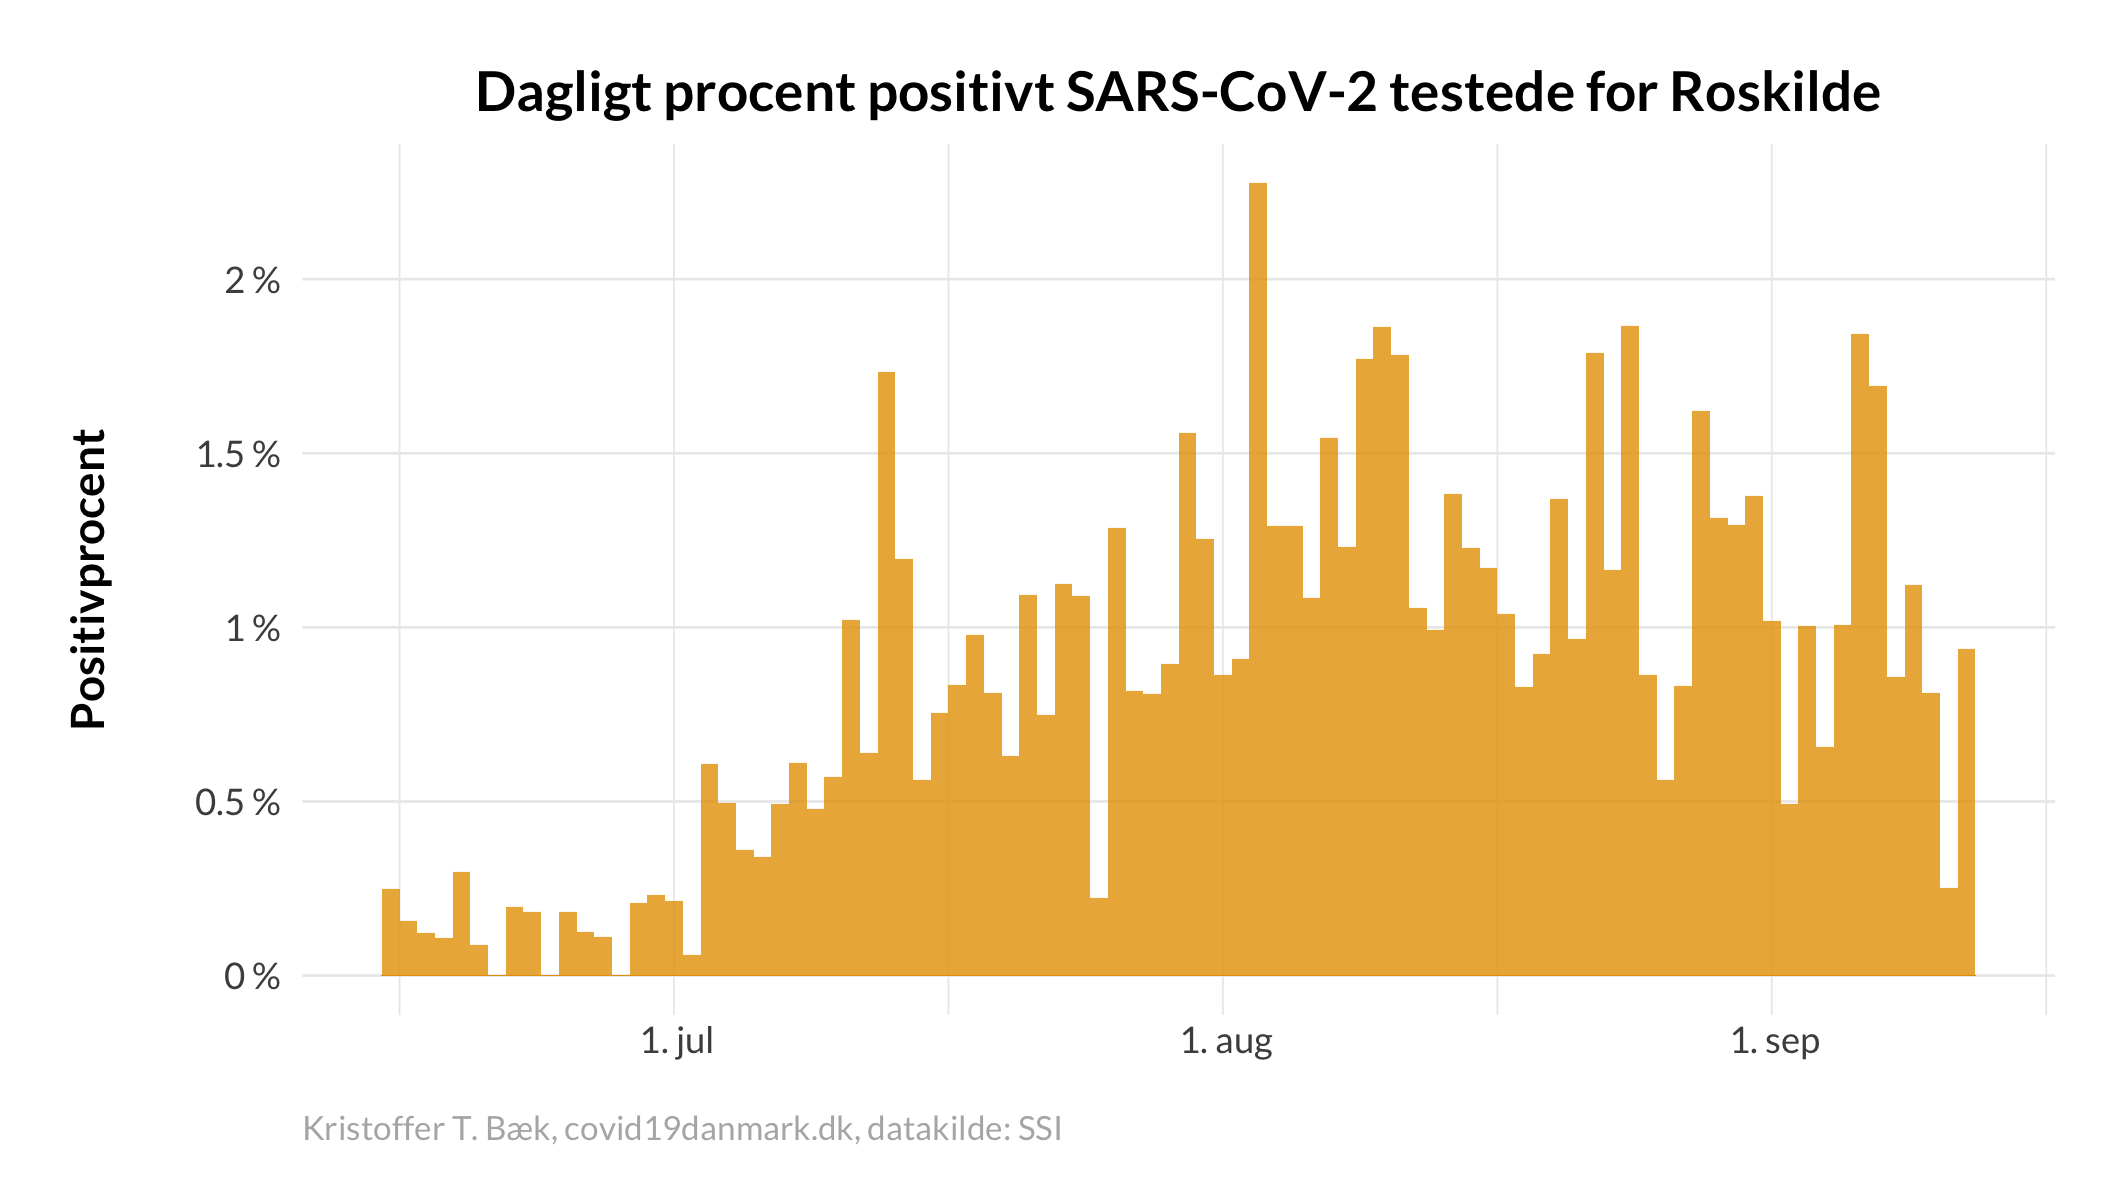 Dagligt procent positivt SARS-CoV-2 testede for Roskilde
Positivprocent
2 %
1.5 %
1 %
0.5 %
0 %
1. jul
1. aug
1. sep
Kristoffer T. Bæk, covid19danmark.dk, datakilde: SSI